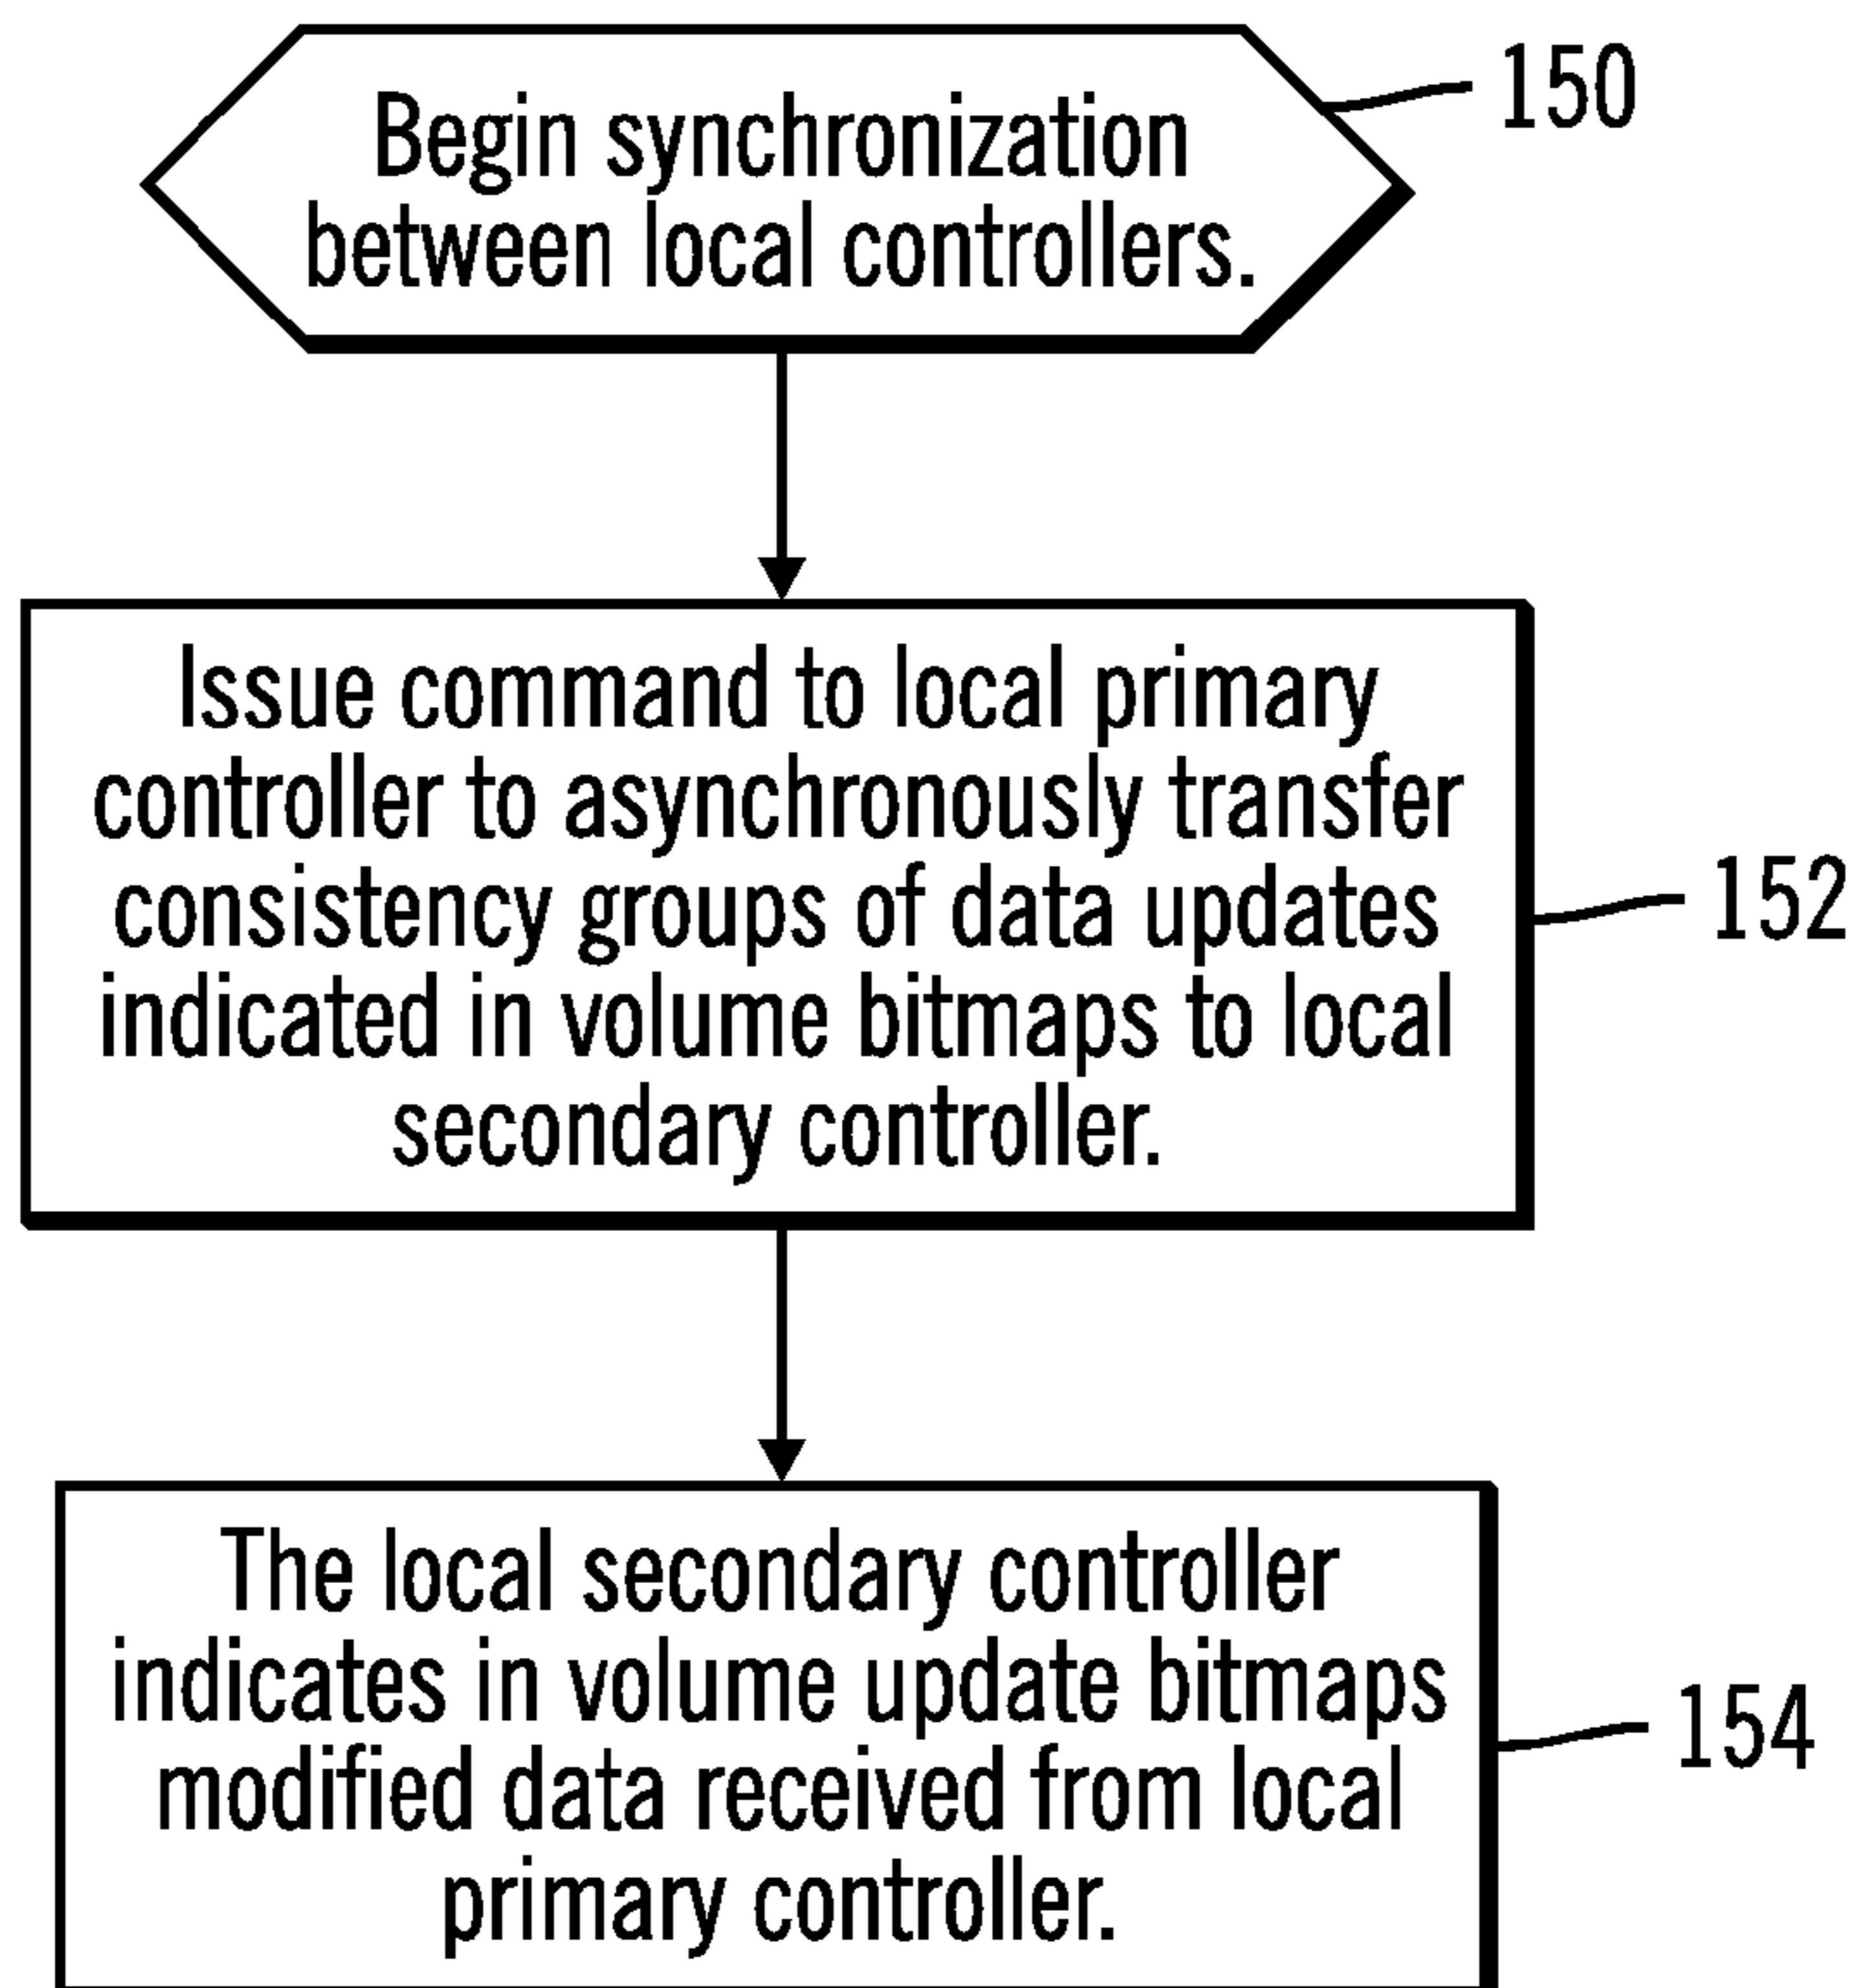 Begin synchronization
between local controllers.
150
Issue command to local primary
controller to asynchronously transfer
consistency groups of data updates
indicated in volume bitmaps to local
secondary controller.
152
The local secondary controller
indicates in volume update bitmaps
modified data received from local
primary controller.
154